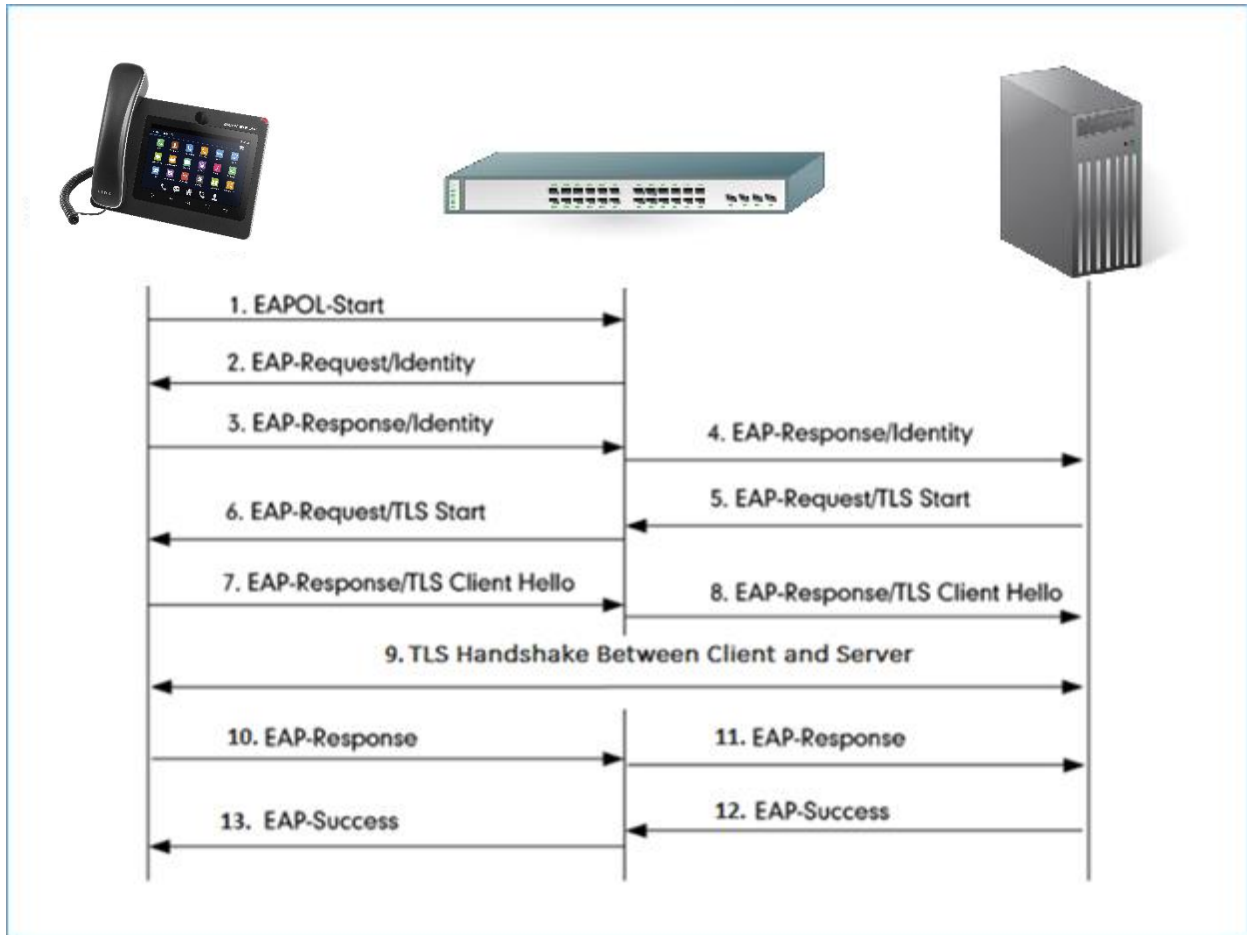 1. EAPOL-Start
2. EAP-Request/Identity
3. EAP-Response/Identity
4. EAP-Response/Identity
5. EAP-Request/TLS Start
6. EAP-Request/TLS Start
7. EAP-Response/TLS Client Hello
8. EAP-Response/TLS Client Hello
9. TLS Handshake Between Client and Server
10. EAP-Response
11. EAP-Response
12. EAP-Success
13. EAP-Success